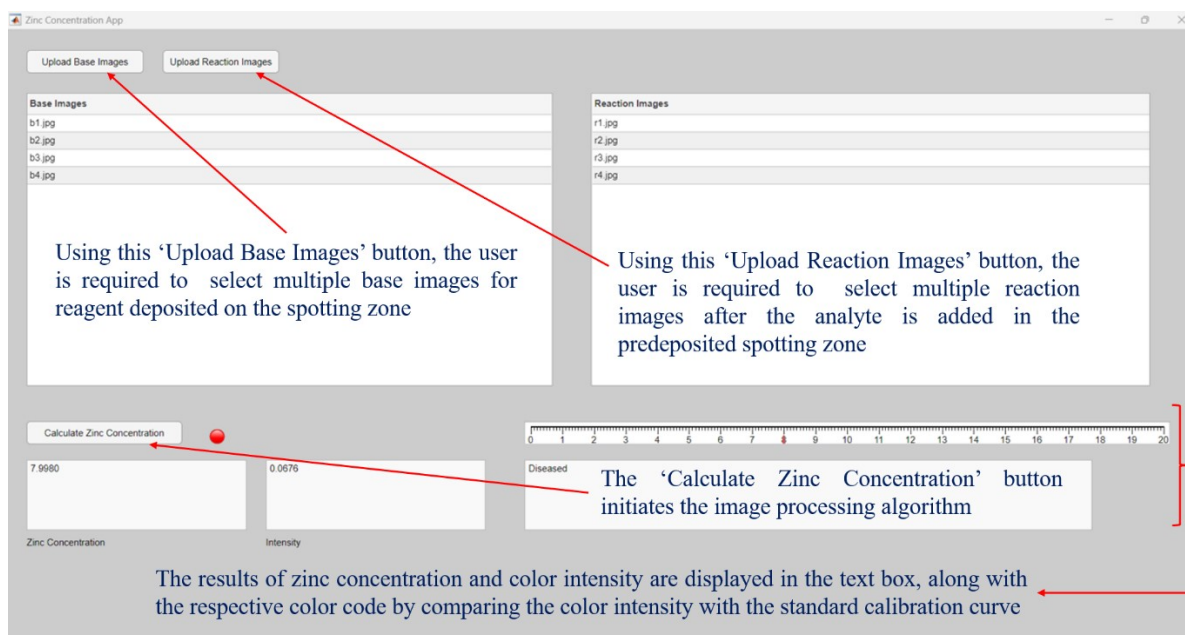 Zinc Concentration App
Upload Base Images
Upload Reaction Images
Base Images
b1.jpg
b2.jpg
b3.jpg
b4.jpg
Reaction Images
r1.jpg
r2.jpg
r3.jpg
r4.jpg
Using this ‘Upload Base Images’ button, the user
is required to select multiple base images for
reagent deposited on the spotting zone
Using this ‘Upload Reaction Images’ button, the
user is required to select multiple reaction
images after the analyte is added in the
predeposited spotting zone
Calculate Zinc Concentration
0 1 2 3 4 5 6 7 8 9 10 11 12 13 14 15 16 17 18 19 20
7.9980
0.0676
Diseased
The ‘Calculate Zinc Concentration’ button
initiates the image processing algorithm
Zinc Concentration
Intensity
The results of zinc concentration and color intensity are displayed in the text box, along with
the respective color code by comparing the color intensity with the standard calibration curve